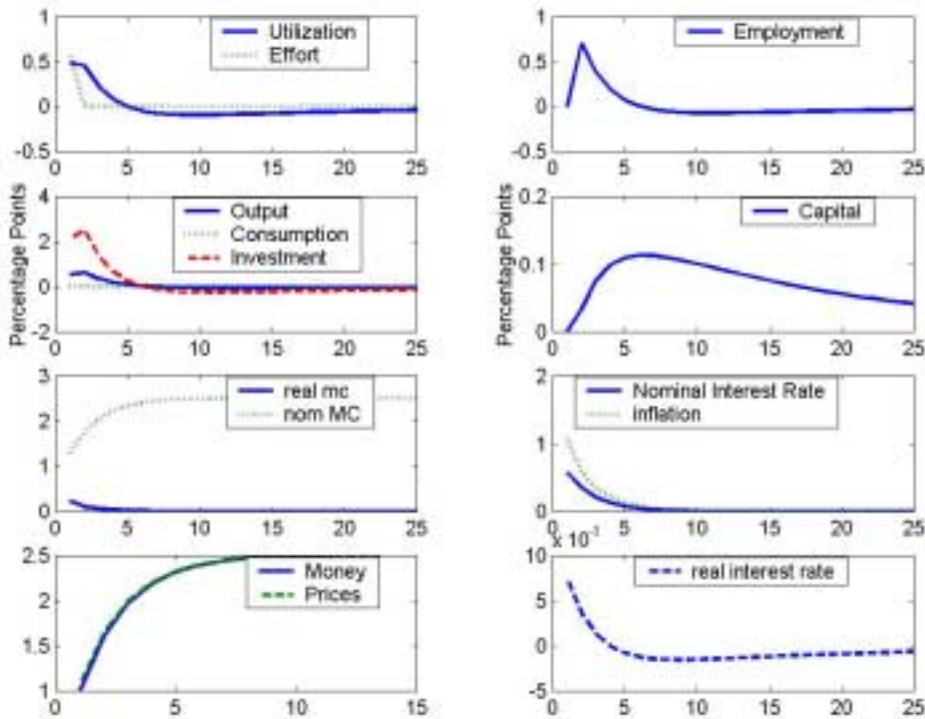 1
0.5
0
-0.5
0 5 10 15 20 25
Utilization
Effort
1
0.5
0
-0.5
0 5 10 15 20 25
Employment
Percentage Points
4
2
0
-2
0 5 10 15 20 25
Output
Consumption
Investment
Percentage Points
0.2
0.1
0
0 5 10 15 20 25
Capital
3
2
1
0
0 5 10 15 20 25
real mc
nom MC
2
1
0
0 5 10 15 20 25
Nominal Interest Rate
inflation
2.5
2
1.5
1
0 5 10 15
Money
Prices
x 10⁻³
10
5
0
-5
0 5 10 15 20 25
real interest rate